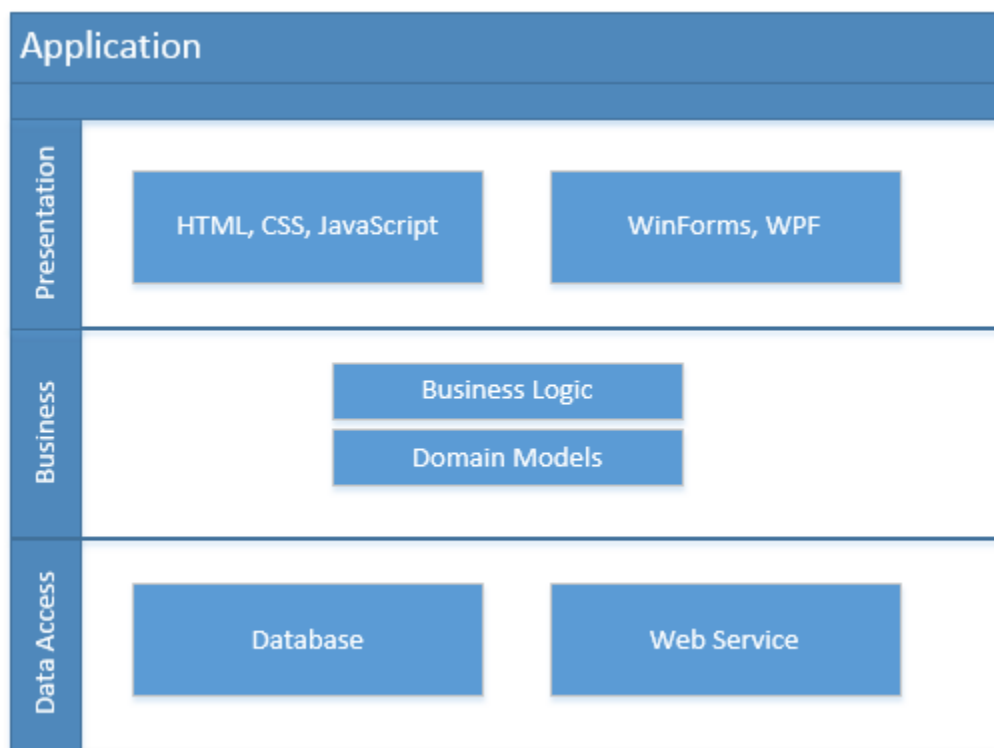 Application
Presentation
HTML, CSS, JavaScript
WinForms, WPF
Business
Business Logic
Domain Models
Data Access
Database
Web Service